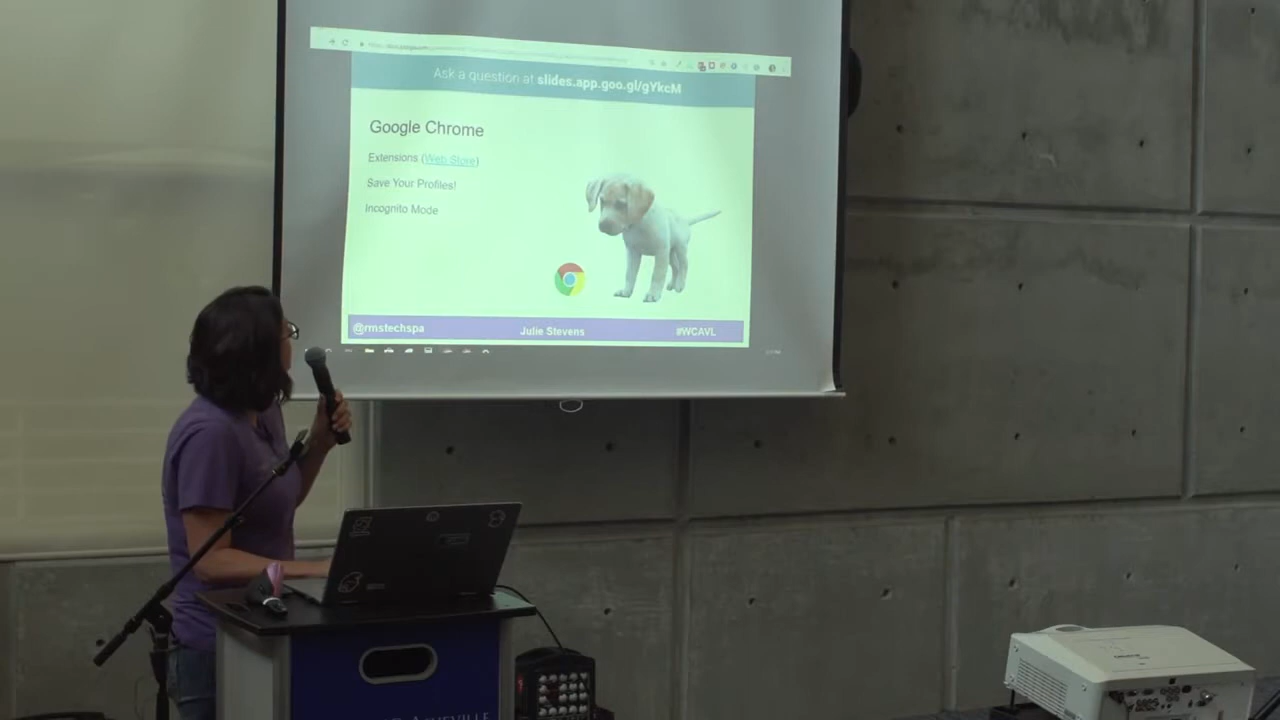 Ask a question at slides.app.goo.gl/gYkcM
Google Chrome
Extensions (Web Store)
Save Your Profiles!
Incognito Mode
@rmstechspa
Julie Stevens
#WCAVL
ASHEVILLE